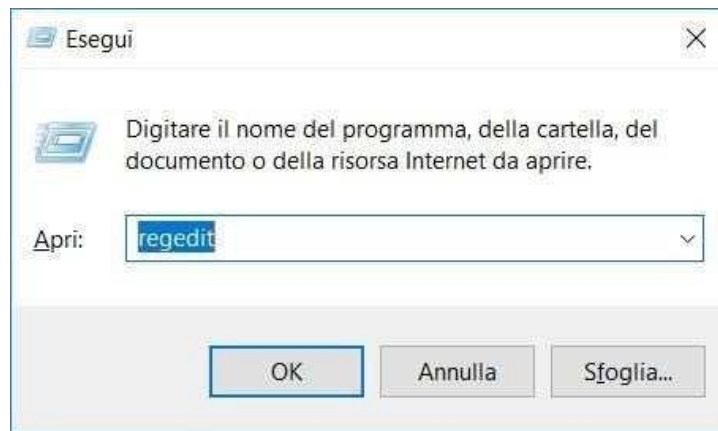 Esegui
Digitare il nome del programma, della cartella, del
documento o della risorsa Internet da aprire.
Apri:
regedit
OK
Annulla
Sfoglia...